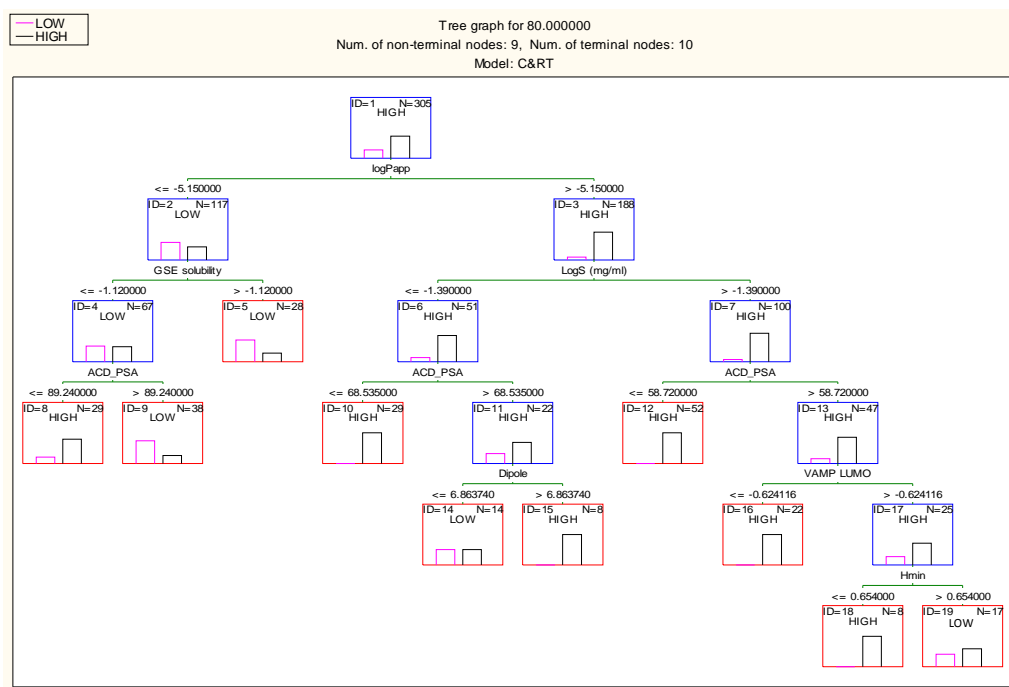 LOW
HIGH
Tree graph for 80.000000
Num. of non-terminal nodes: 9, Num. of terminal nodes: 10
Model: C&RT
ID=1 N=305
HIGH
logPapp
<= -5.150000 > -5.150000
ID=2 N=117 ID=3 N=188
LOW HIGH
GSE solubility LogS (mg/ml)
<= -1.120000 > -1.120000 <= -1.390000 > -1.390000
ID=4 N=67 ID=5 N=28 ID=6 N=51 ID=7 N=100
LOW LOW HIGH HIGH
ACD_PSA ACD_PSA ACD_PSA
<= 89.240000 > 89.240000 <= 68.535000 > 68.535000 <= 58.720000 > 58.720000
ID=8 N=29 ID=9 N=38 ID=10 N=29 ID=11 N=22 ID=12 N=52 ID=13 N=47
HIGH LOW HIGH HIGH HIGH HIGH
Dipole VAMP LUMO
<= 6.863740 > 6.863740 <= -0.624116 > -0.624116
ID=14 N=14 ID=15 N=8 ID=16 N=22 ID=17 N=25
LOW HIGH HIGH HIGH
Hmin
<= 0.654000 > 0.654000
ID=18 N=8 ID=19 N=17
HIGH LOW